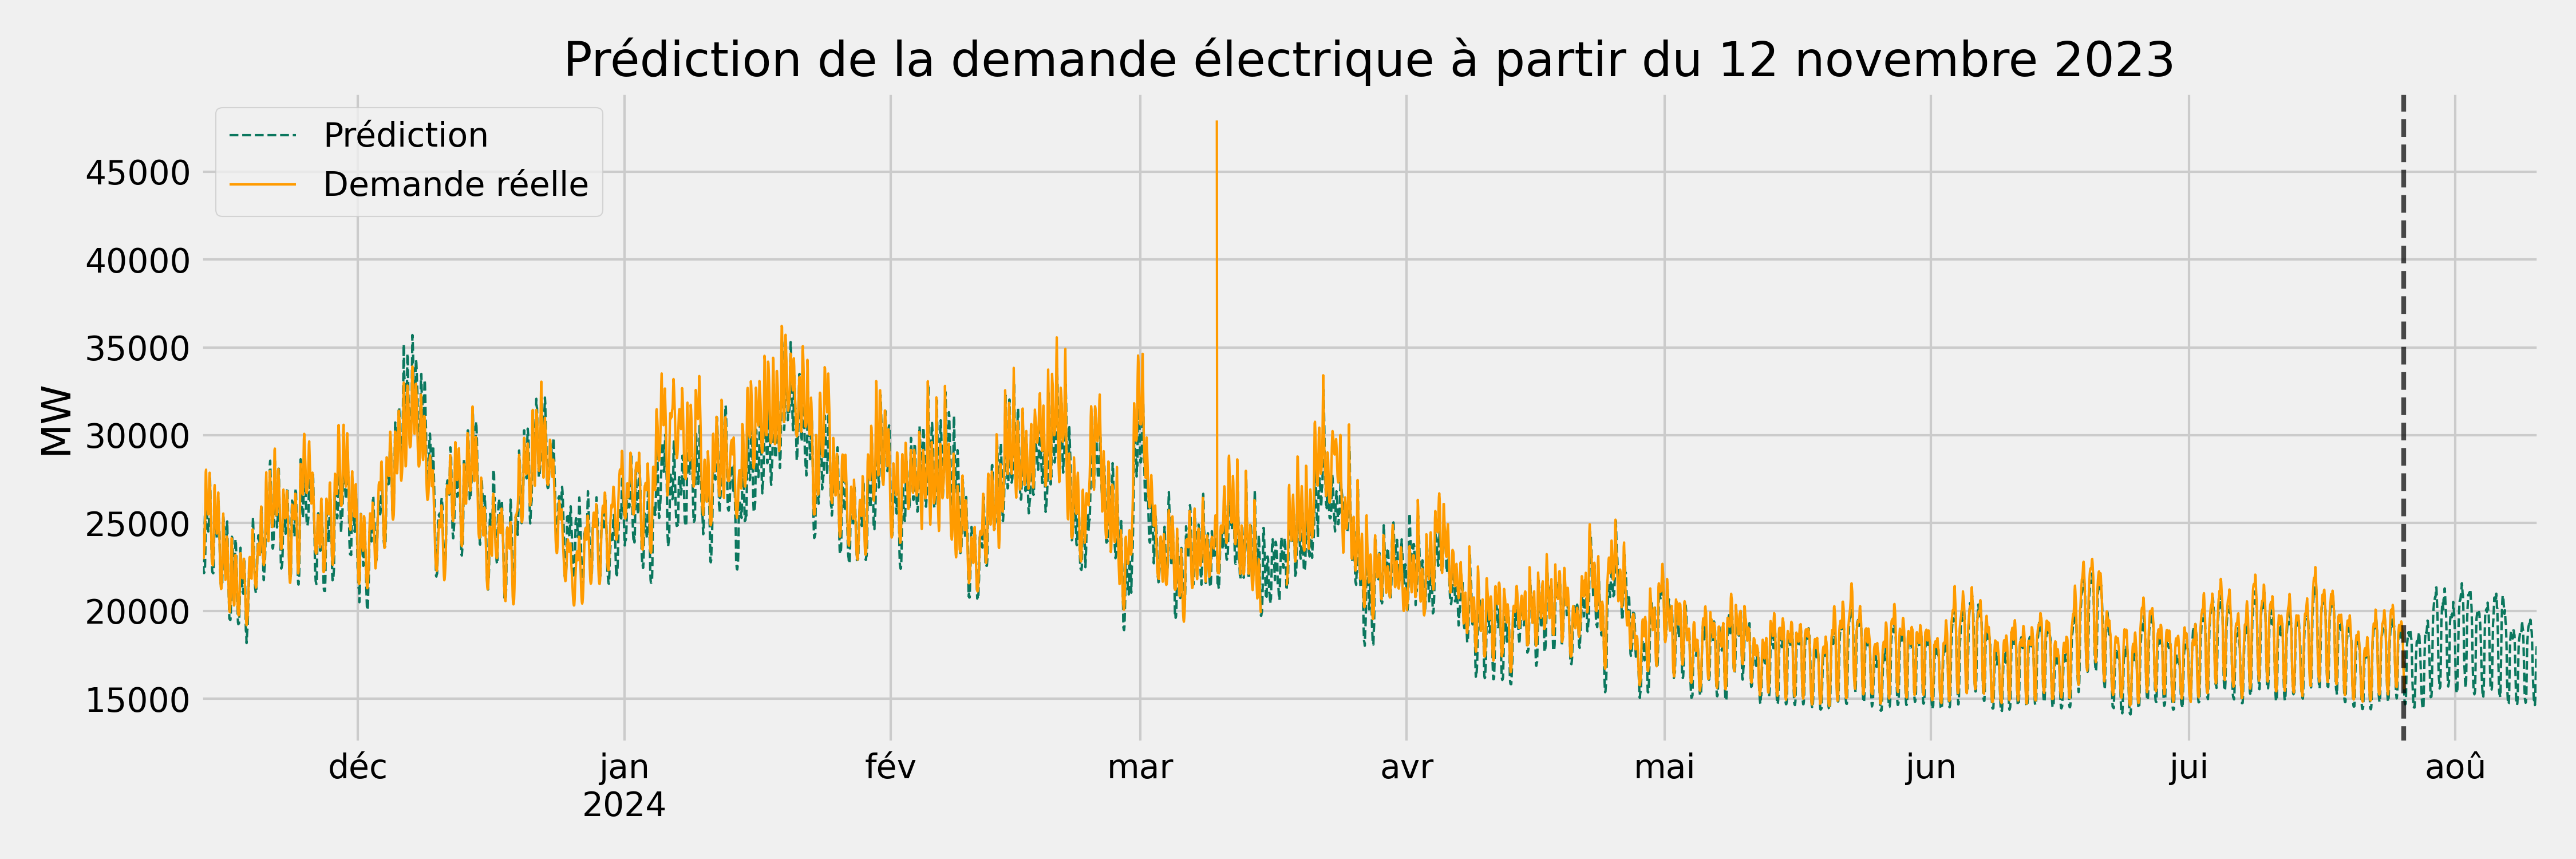 Prédiction de la demande électrique à partir du 12 novembre 2023
Prédiction
Demande réelle
45000
40000
35000
30000
25000
20000
15000
MW
déc
jan
2024
fév
mar
avr
mai
jun
jui
aoû